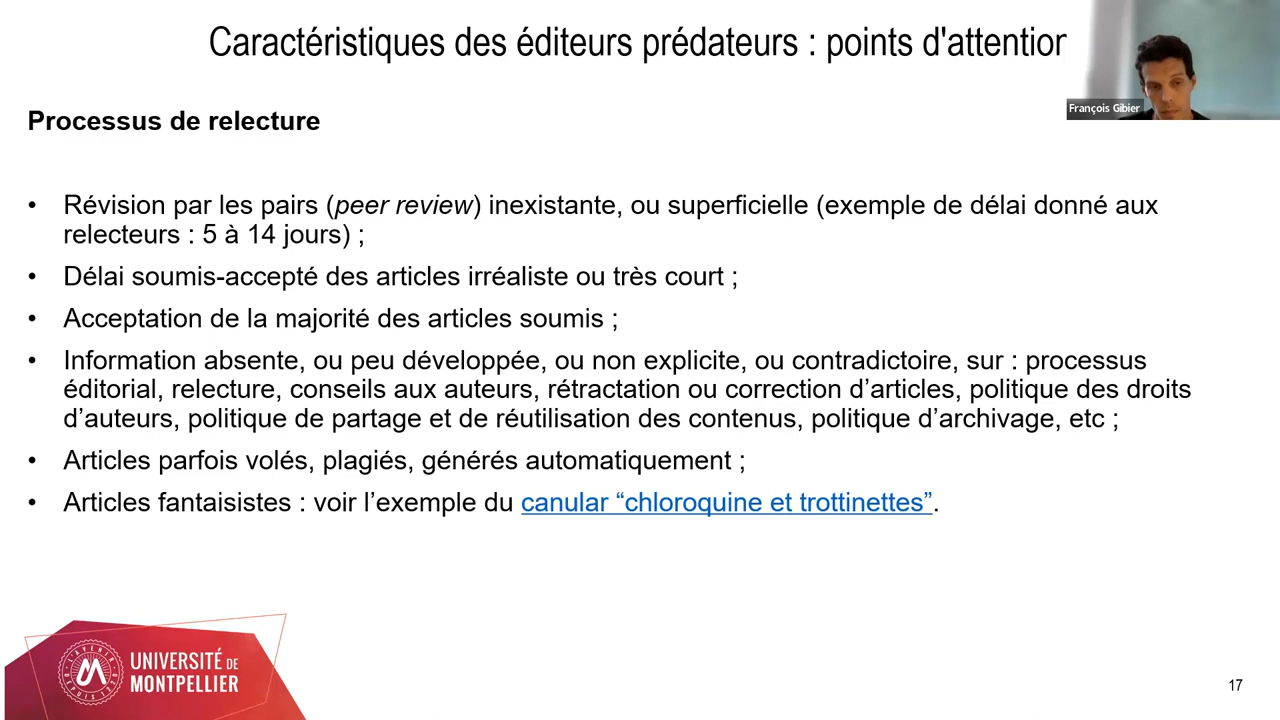 Caractéristiques des éditeurs prédateurs : points d'attention
François Gibier
Processus de relecture
• Révision par les pairs (peer review) inexistante, ou superficielle (exemple de délai donné aux
relecteurs : 5 à 14 jours) ;
• Délai soumis-accepté des articles irréaliste ou très court ;
• Acceptation de la majorité des articles soumis ;
• Information absente, ou peu développée, ou non explicite, ou contradictoire, sur : processus
éditorial, relecture, conseils aux auteurs, rétractation ou correction d’articles, politique des droits
d’auteurs, politique de partage et de réutilisation des contenus, politique d’archivage, etc ;
• Articles parfois volés, plagiés, générés automatiquement ;
• Articles fantaisistes : voir l’exemple du canular “chloroquine et trottinettes”.
L'AVENIR
DEPUIS 1220
UNIVERSITÉ DE
MONTPELLIER
17